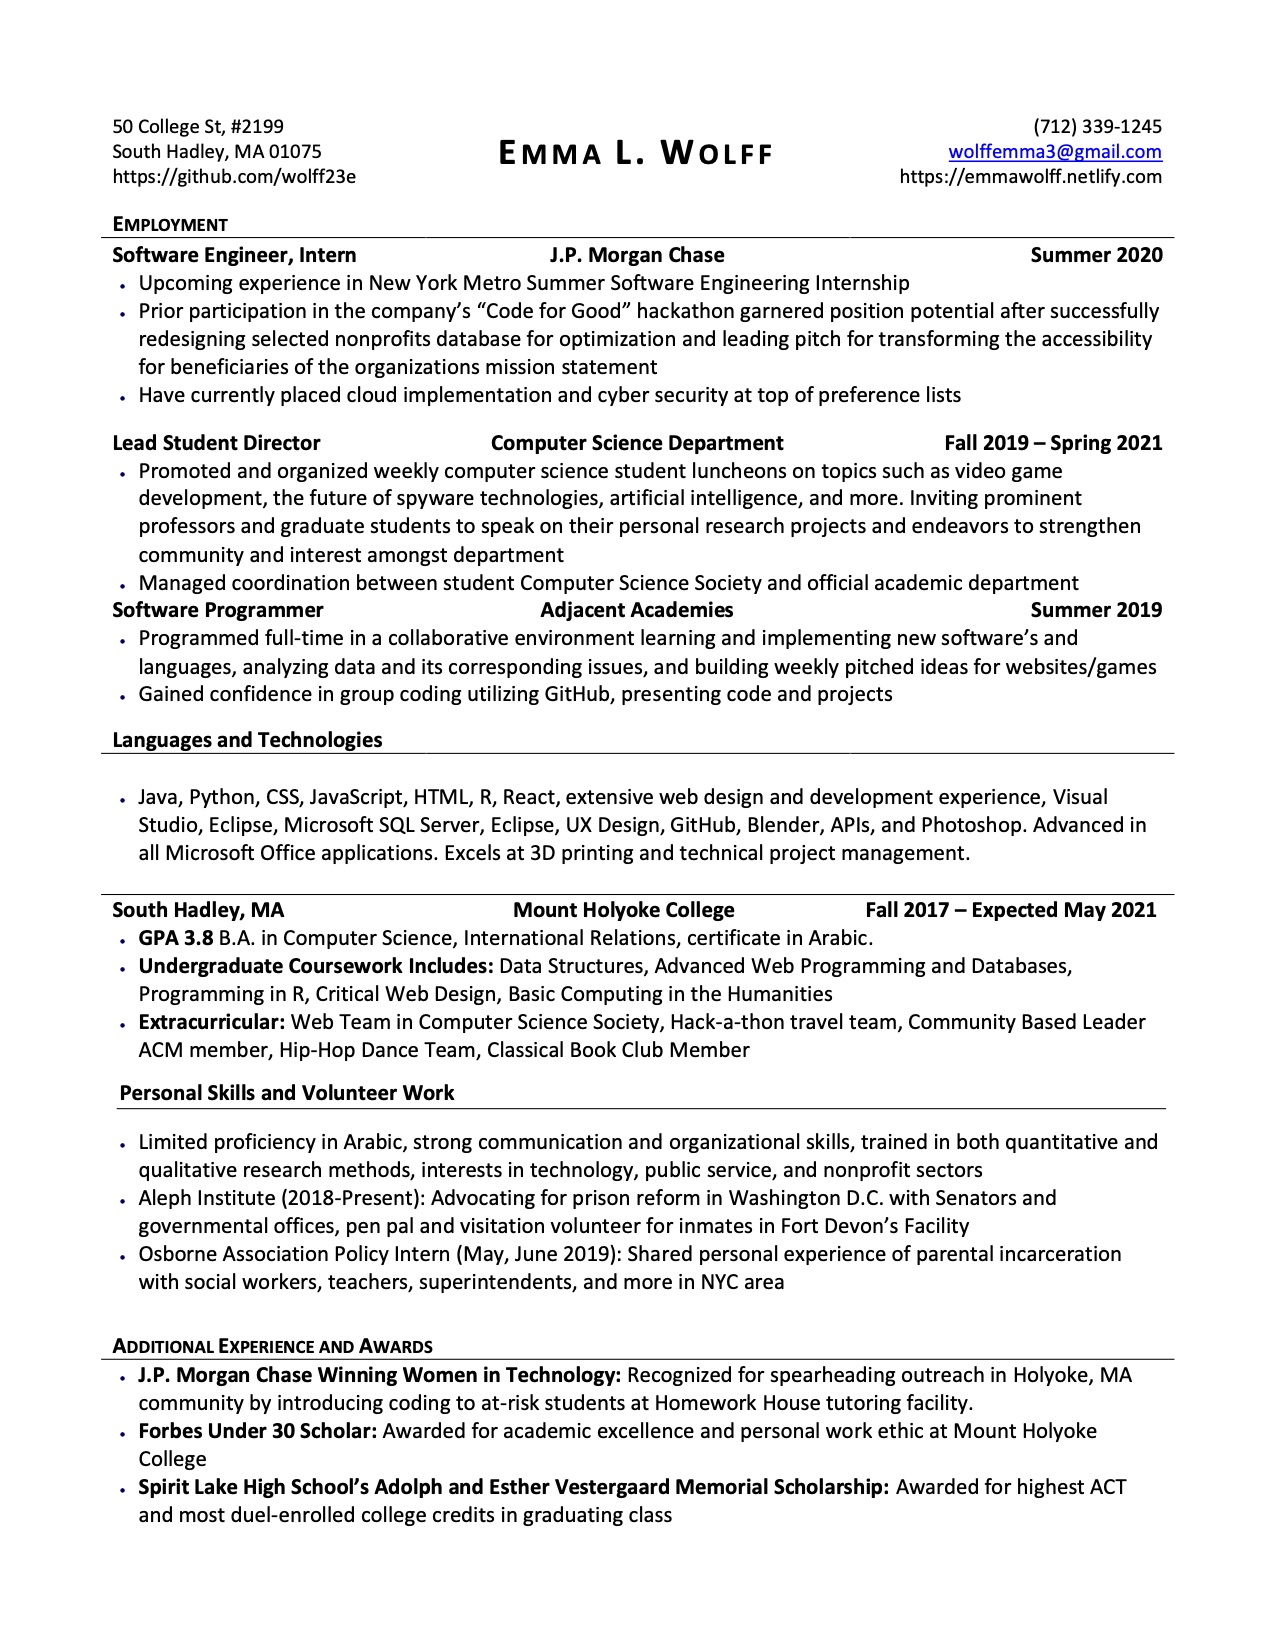 50 College St, #2199
South Hadley, MA 01075
https://github.com/wolff23e
EMMA L. WOLFF
(712) 339-1245
wolffemma3@gmail.com
https://emmawolff.netlify.com
EMPLOYMENT
Software Engineer, Intern J.P. Morgan Chase Summer 2020
• Upcoming experience in New York Metro Summer Software Engineering Internship
• Prior participation in the company’s “Code for Good” hackathon garnered position potential after successfully
redesigning selected nonprofits database for optimization and leading pitch for transforming the accessibility
for beneficiaries of the organizations mission statement
• Have currently placed cloud implementation and cyber security at top of preference lists
Lead Student Director Computer Science Department Fall 2019 – Spring 2021
• Promoted and organized weekly computer science student luncheons on topics such as video game
development, the future of spyware technologies, artificial intelligence, and more. Inviting prominent
professors and graduate students to speak on their personal research projects and endeavors to strengthen
community and interest amongst department
• Managed coordination between student Computer Science Society and official academic department
Software Programmer Adjacent Academies Summer 2019
• Programmed full-time in a collaborative environment learning and implementing new software’s and
languages, analyzing data and its corresponding issues, and building weekly pitched ideas for websites/games
• Gained confidence in group coding utilizing GitHub, presenting code and projects
Languages and Technologies
• Java, Python, CSS, JavaScript, HTML, R, React, extensive web design and development experience, Visual
Studio, Eclipse, Microsoft SQL Server, Eclipse, UX Design, GitHub, Blender, APIs, and Photoshop. Advanced in
all Microsoft Office applications. Excels at 3D printing and technical project management.
South Hadley, MA Mount Holyoke College Fall 2017 – Expected May 2021
• GPA 3.8 B.A. in Computer Science, International Relations, certificate in Arabic.
• Undergraduate Coursework Includes: Data Structures, Advanced Web Programming and Databases,
Programming in R, Critical Web Design, Basic Computing in the Humanities
• Extracurricular: Web Team in Computer Science Society, Hack-a-thon travel team, Community Based Leader
ACM member, Hip-Hop Dance Team, Classical Book Club Member
Personal Skills and Volunteer Work
• Limited proficiency in Arabic, strong communication and organizational skills, trained in both quantitative and
qualitative research methods, interests in technology, public service, and nonprofit sectors
• Aleph Institute (2018-Present): Advocating for prison reform in Washington D.C. with Senators and
governmental offices, pen pal and visitation volunteer for inmates in Fort Devon’s Facility
• Osborne Association Policy Intern (May, June 2019): Shared personal experience of parental incarceration
with social workers, teachers, superintendents, and more in NYC area
ADDITIONAL EXPERIENCE AND AWARDS
• J.P. Morgan Chase Winning Women in Technology: Recognized for spearheading outreach in Holyoke, MA
community by introducing coding to at-risk students at Homework House tutoring facility.
• Forbes Under 30 Scholar: Awarded for academic excellence and personal work ethic at Mount Holyoke
College
• Spirit Lake High School’s Adolph and Esther Vestergaard Memorial Scholarship: Awarded for highest ACT
and most duel-enrolled college credits in graduating class